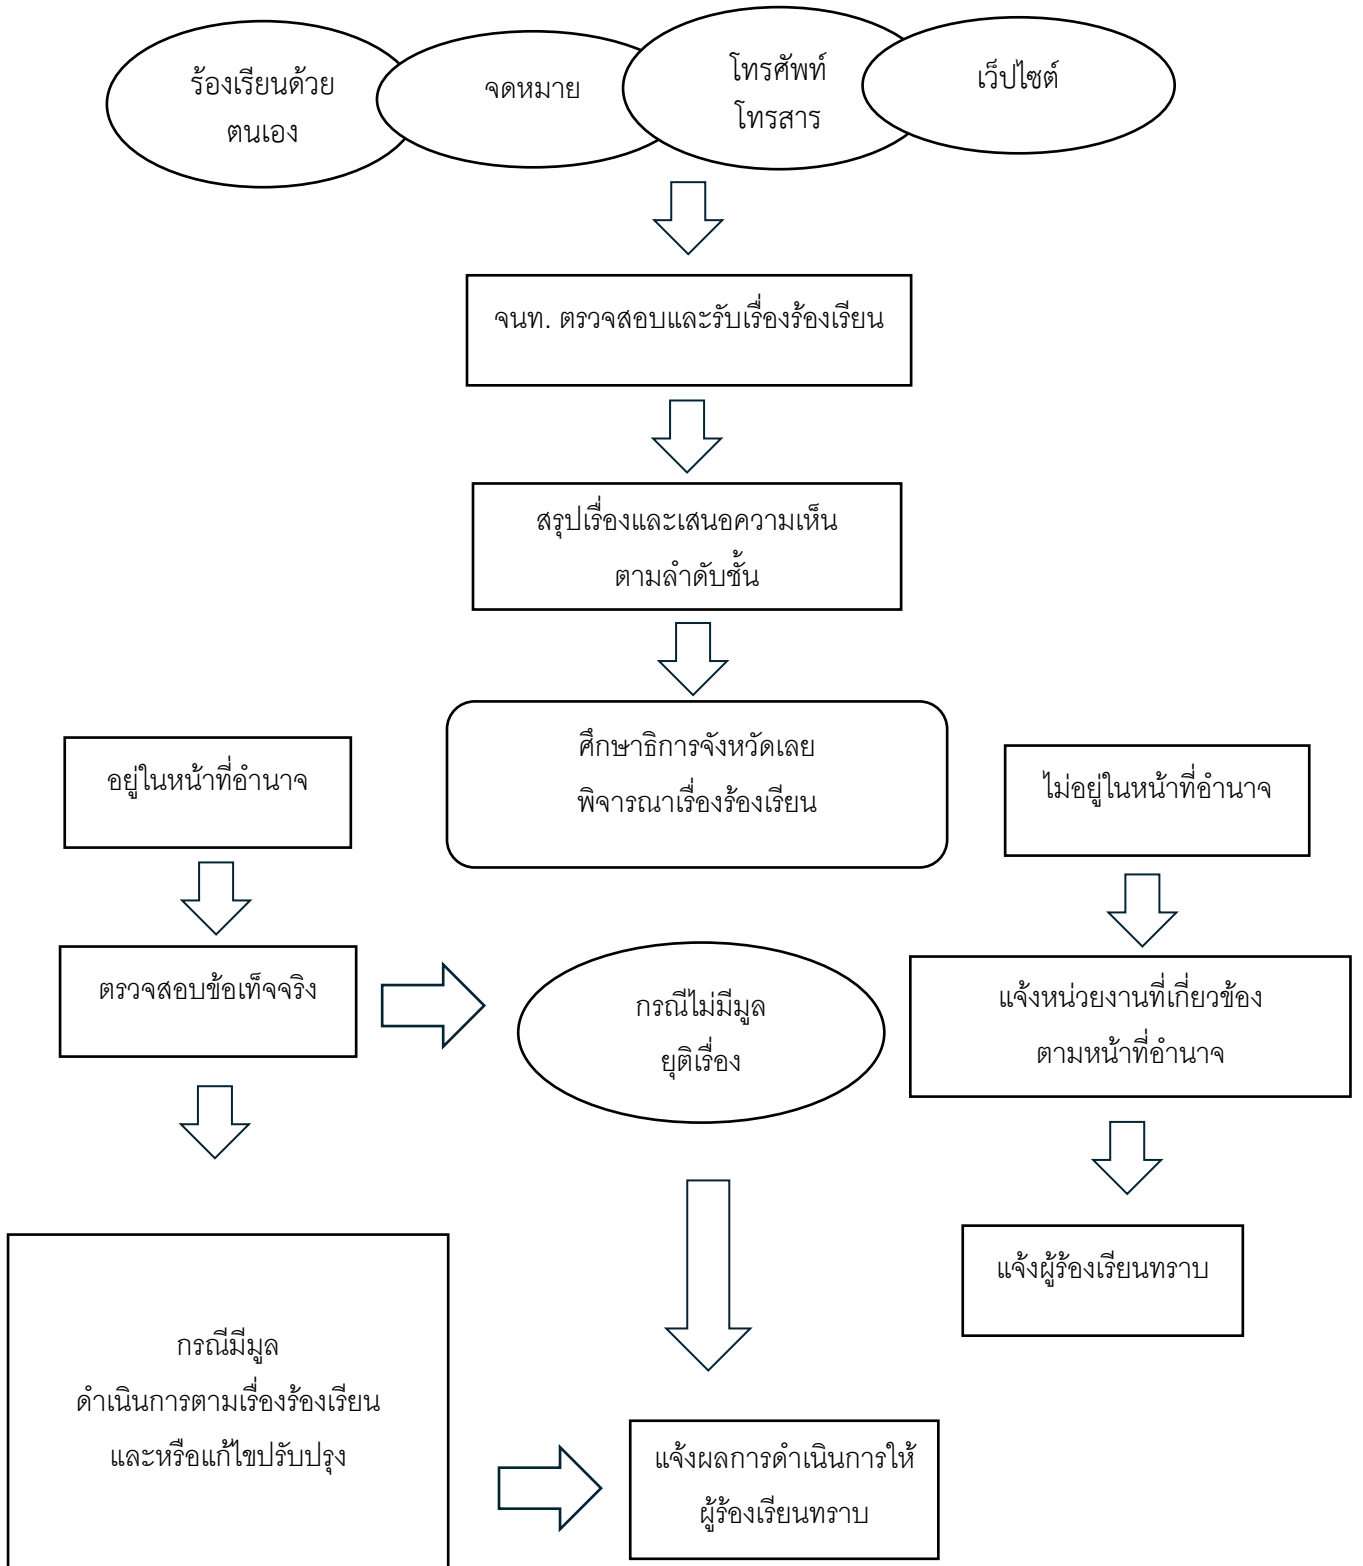 ร้องเรียนด้วย
ตนเอง
จดหมาย
โทรศัพท์
โทรสาร
เว็ปไซต์
จนท. ตรวจสอบและรับเรื่องร้องเรียน
สรุปเรื่องและเสนอความเห็น
ตามลำดับชั้น
ศึกษาธิการจังหวัดเลย
พิจารณาเรื่องร้องเรียน
อยู่ในหน้าที่อำนาจ
ไม่อยู่ในหน้าที่อำนาจ
ตรวจสอบข้อเท็จจริง
กรณีไม่มีมูล
ยุติเรื่อง
แจ้งหน่วยงานที่เกี่ยวข้อง
ตามหน้าที่อำนาจ
แจ้งผู้ร้องเรียนทราบ
กรณีมีมูล
ดำเนินการตามเรื่องร้องเรียน
และหรือแก้ไขปรับปรุง
แจ้งผลการดำเนินการให้
ผู้ร้องเรียนทราบ